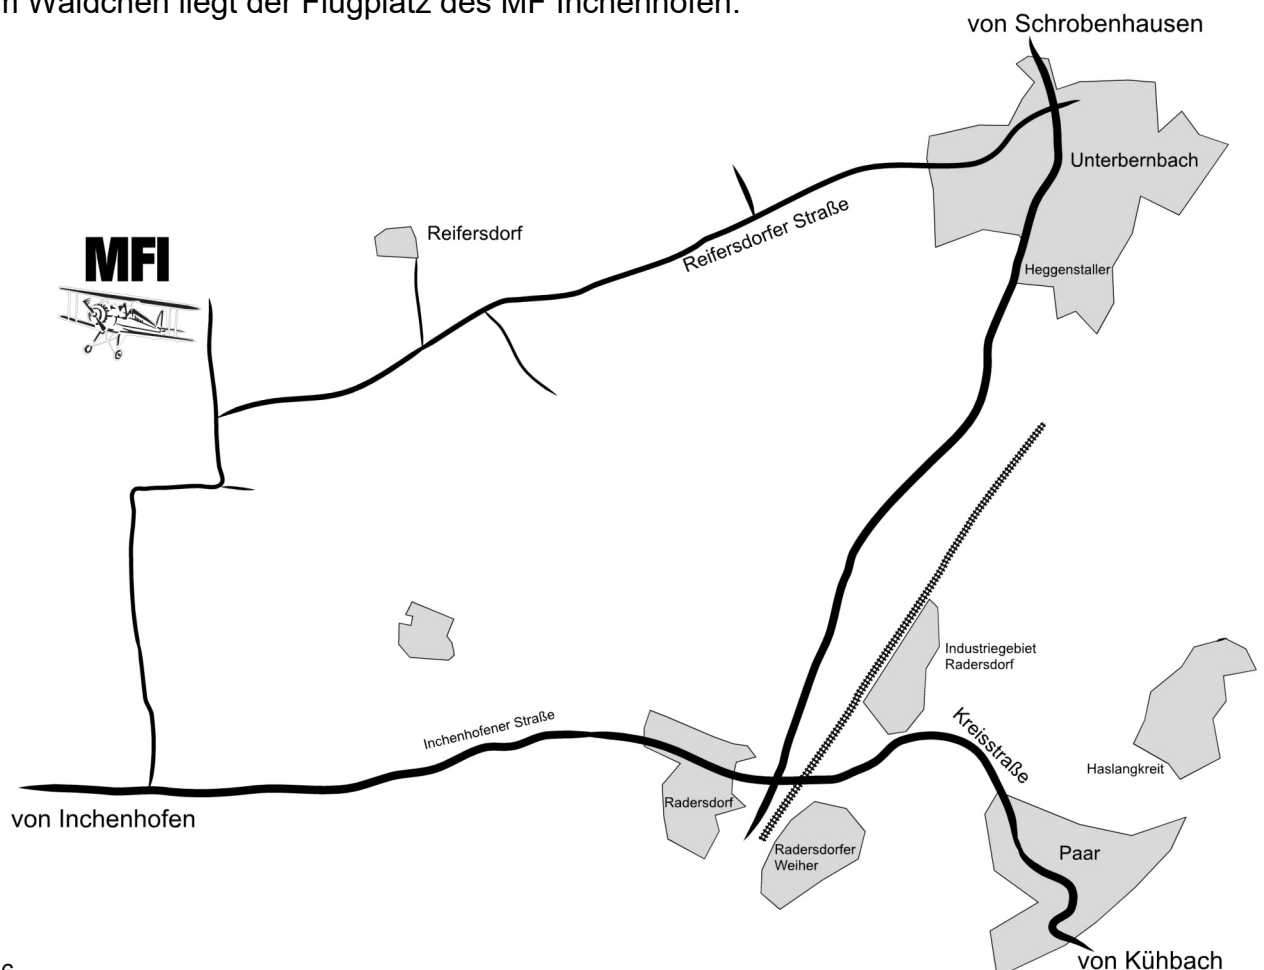 m Wäldchen liegt der Flugplatz des MF Inchenhofen.
von Schrobenhausen
Unterbernbach
Reifersdorfer Straße
Reifersdorf
MFI
Heggenstaller
Industriegebiet
Radersdorf
Kreisstraße
Inchenhofener Straße
Haslangkreit
Radersdorf
von Inchenhofen
Radersdorfer
Weiher
Paar
von Kühbach